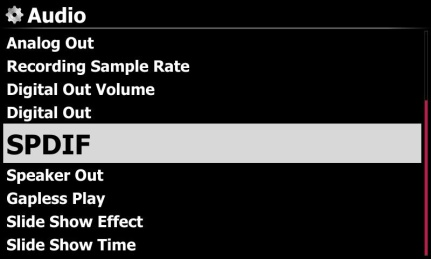 Audio
Analog Out
Recording Sample Rate
Digital Out Volume
Digital Out
SPDIF
Speaker Out
Gapless Play
Slide Show Effect
Slide Show Time